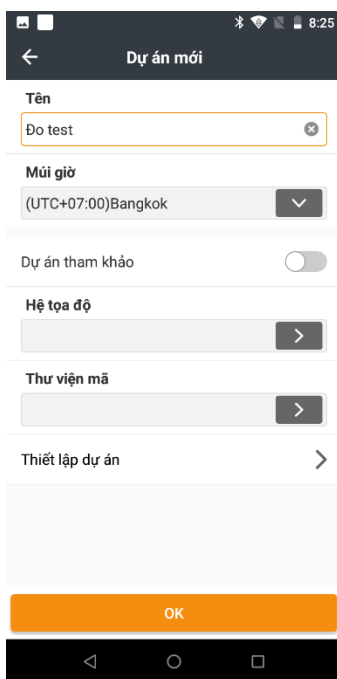 8:25
Dự án mới
Tên
Đo test
Múi giờ
(UTC+07:00)Bangkok
Dự án tham khảo
Hệ tọa độ
Thư viện mã
Thiết lập dự án
OK